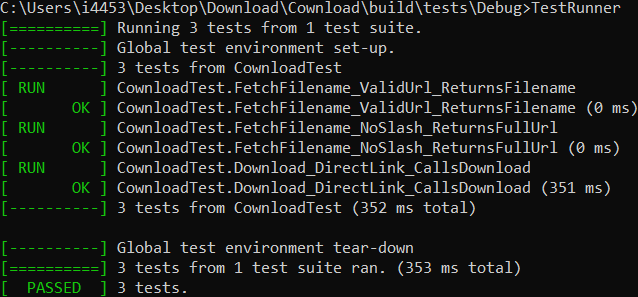 C:\Users\i4453\Desktop\Download\Cownload\build\tests\Debug>TestRunner
[==========] Running 3 tests from 1 test suite.
[----------] Global test environment set-up.
[----------] 3 tests from CownloadTest
[ RUN      ] CownloadTest.FetchFilename_ValidUrl_ReturnsFilename
[       OK ] CownloadTest.FetchFilename_ValidUrl_ReturnsFilename (0 ms)
[ RUN      ] CownloadTest.FetchFilename_NoSlash_ReturnsFullUrl
[       OK ] CownloadTest.FetchFilename_NoSlash_ReturnsFullUrl (0 ms)
[ RUN      ] CownloadTest.Download_DirectLink_CallsDownload
[       OK ] CownloadTest.Download_DirectLink_CallsDownload (351 ms)
[----------] 3 tests from CownloadTest (352 ms total)

[----------] Global test environment tear-down
[==========] 3 tests from 1 test suite ran. (353 ms total)
[  PASSED  ] 3 tests.